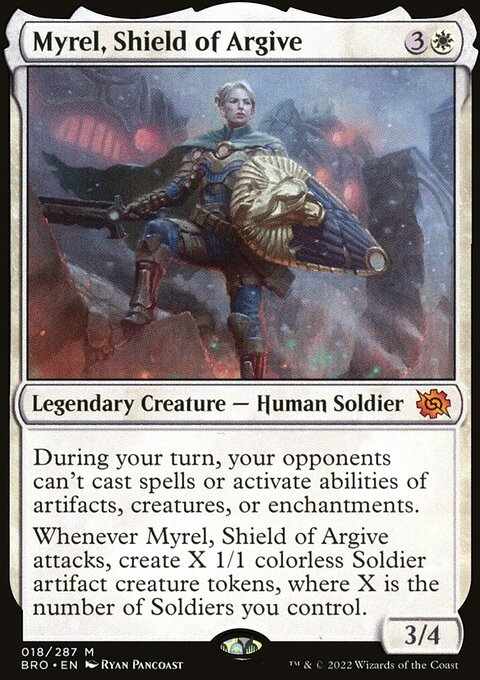 Myrel, Shield of Argive 3
Legendary Creature — Human Soldier
During your turn, your opponents
can't cast spells or activate abilities of
artifacts, creatures, or enchantments.
Whenever Myrel, Shield of Argive
attacks, create X 1/1 colorless Soldier
artifact creature tokens, where X is the
number of Soldiers you control.
3/4
018/287 M
BRO • EN Ryan Pancoast
™ & © 2022 Wizards of the Coast